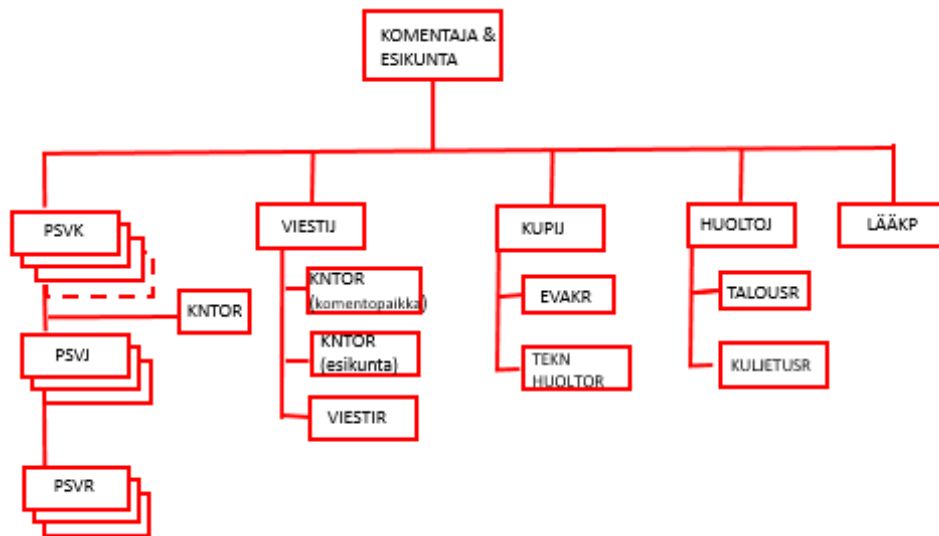 KOMENTAJA &
ESIKUNTA
PSVK
VIESTIJ
KUPIJ
HUOLTOJ
LÄÄKP
KNTOR
(komentopaikka)
EVAKR
TALOUSR
KNTOR
PSVJ
KNTOR
(esikunta)
TEKN
HUOLTOR
KULJETUSR
VIESTIR
PSVR